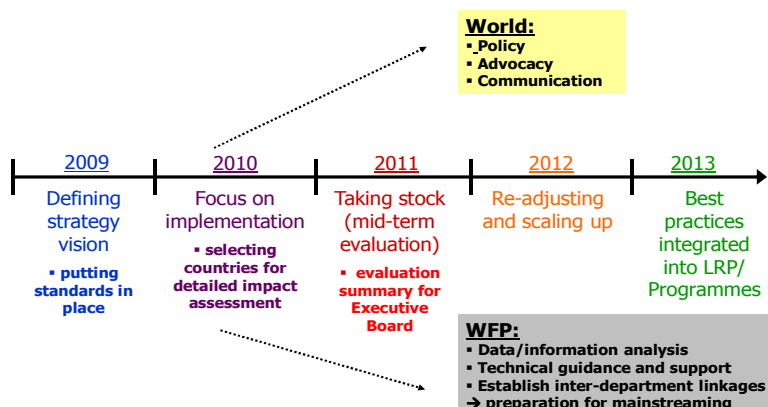 World:
▪ Policy
▪ Advocacy
▪ Communication
2009
Defining
strategy
vision
▪ putting
standards in
place
2010
Focus on
implementation
▪ selecting
countries for
detailed impact
assessment
2011
Taking stock
(mid-term
evaluation)
▪ evaluation
summary for
Executive
Board
2012
Re-adjusting
and scaling up
2013
Best
practices
integrated
into LRP/
Programmes
WFP:
▪ Data/information analysis
▪ Technical guidance and support
▪ Establish inter-department linkages
→ preparation for mainstreaming